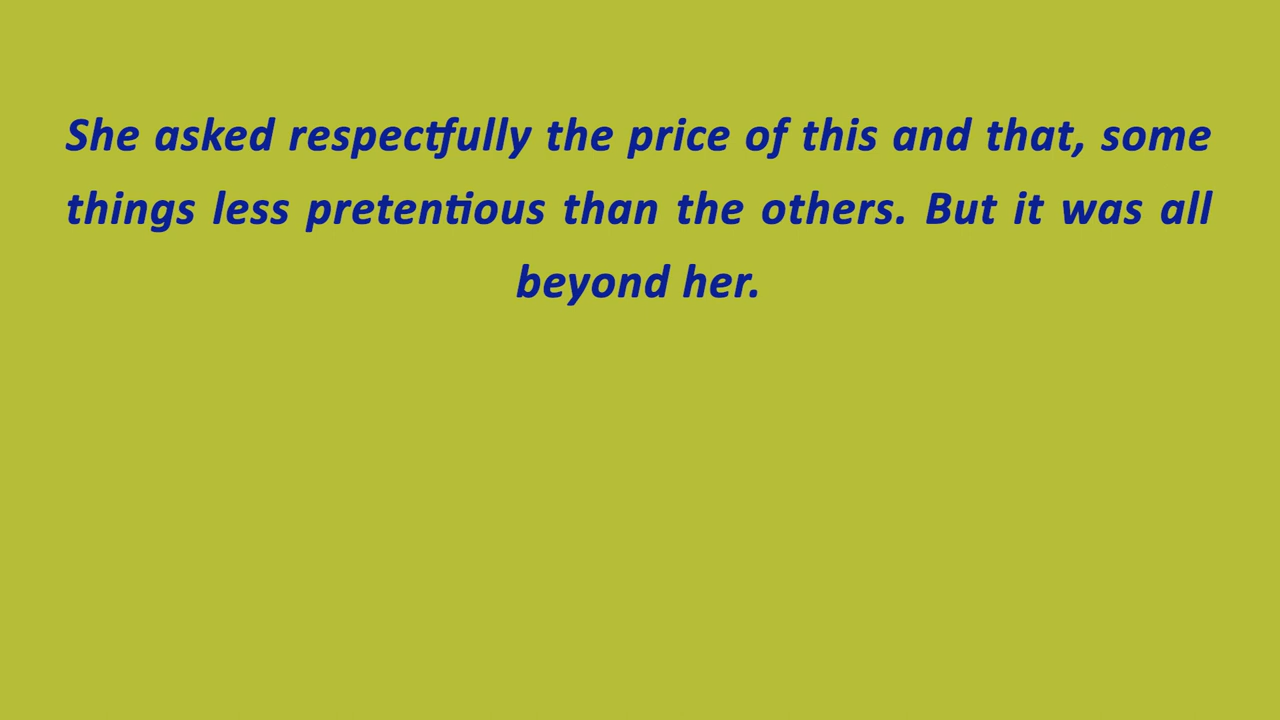 She asked respectfully the price of this and that, some
things less pretentious than the others. But it was all
beyond her.